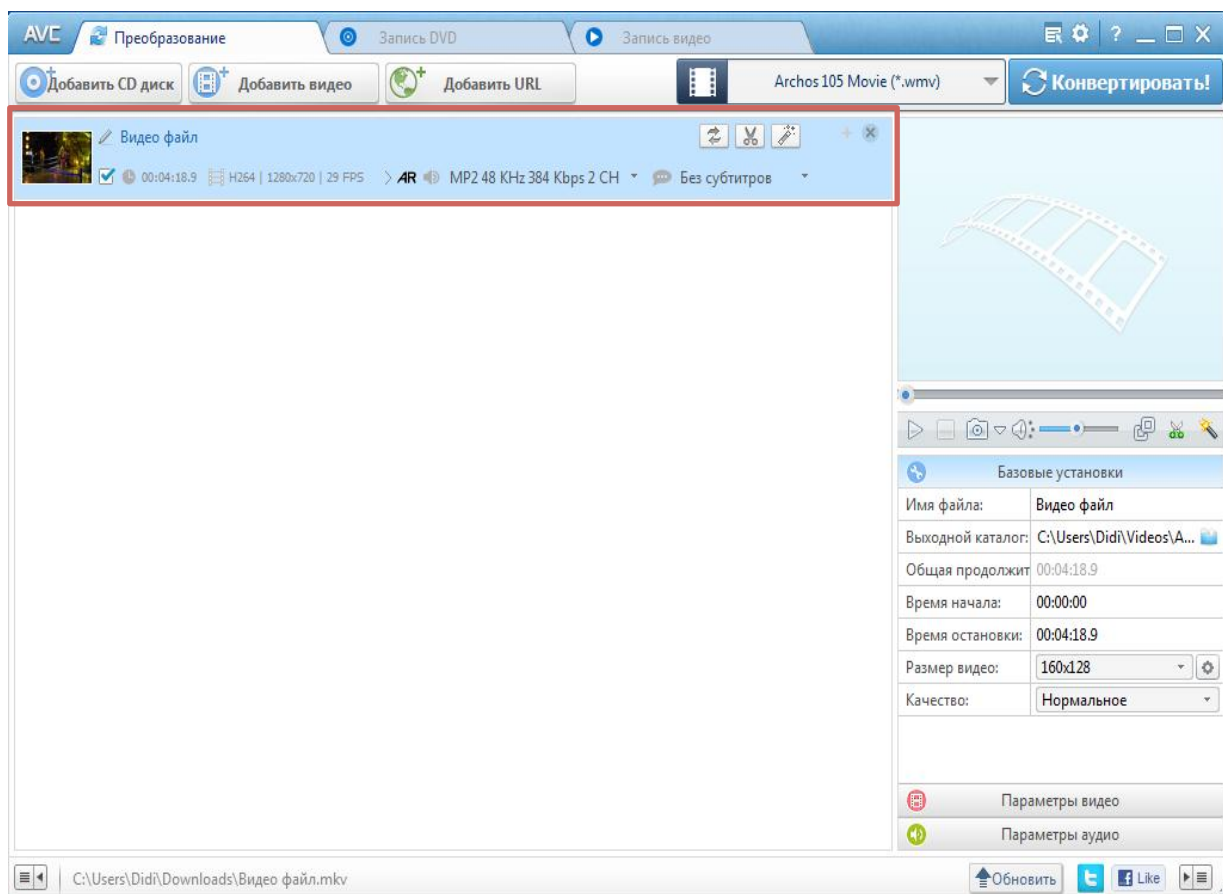 AVC Преобразование Запись DVD Запись видео ?
Добавить CD диск Добавить видео Добавить URL Archos 105 Movie (*.wmv) Конвертировать!
Видео файл
00:04:18.9 H264 | 1280x720 | 29 FPS AR MP2 48 KHz 384 Kbps 2 CH Без субтитров
Базовые установки
Имя файла: Видео файл
Выходной каталог: C:\Users\Didi\Videos\A...
Общая продолжит 00:04:18.9
Время начала: 00:00:00
Время остановки: 00:04:18.9
Размер видео: 160x128
Качество: Нормальное
Параметры видео
Параметры аудио
C:\Users\Didi\Downloads\Видео файл.mkv Обновить Like